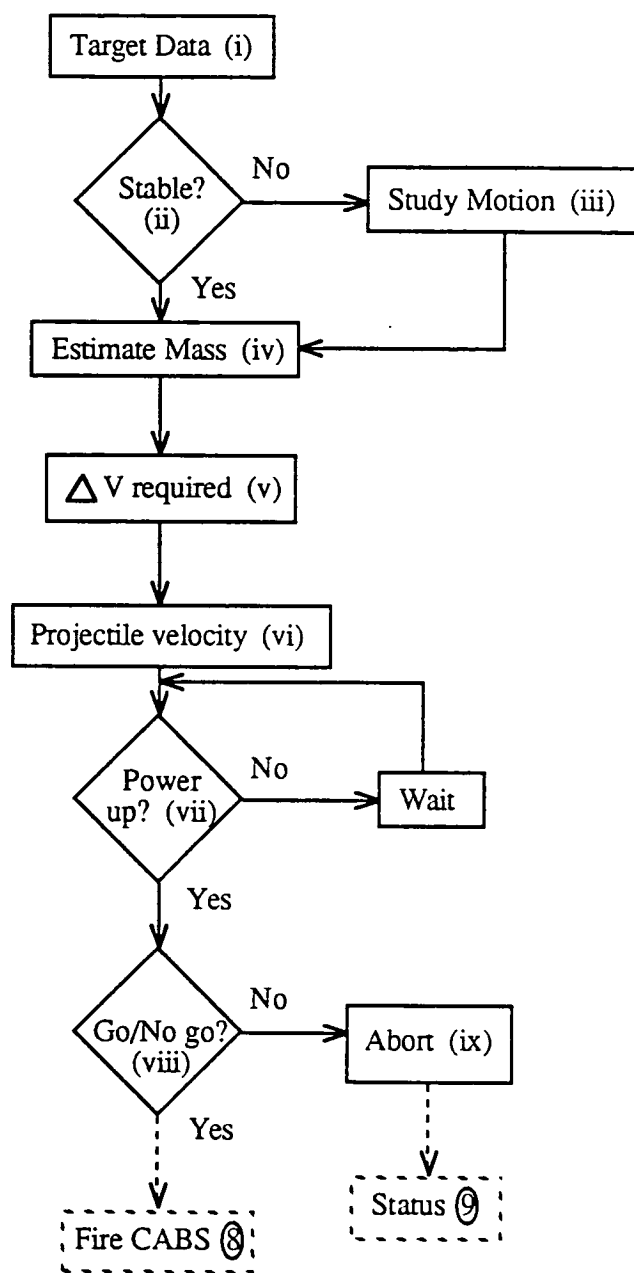 Target Data (i)
Stable?
(ii)
No
Study Motion (iii)
Yes
Estimate Mass (iv)
△ V required (v)
Projectile velocity (vi)
Power
up? (vii)
No
Wait
Yes
Go/No go?
(viii)
No
Abort (ix)
Yes
Fire CABS ⑧
Status ⑨